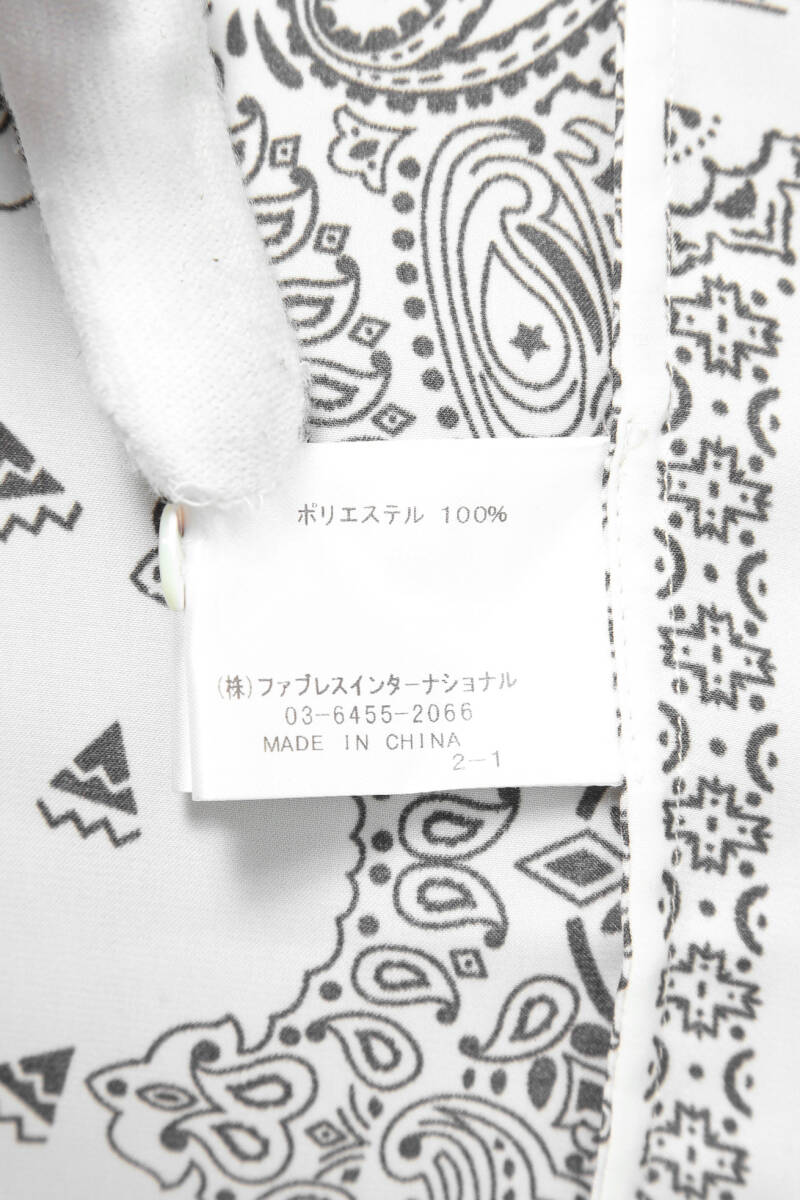 ポリエステル 100%
(株)ファブレスインターナショナル
03-6455-2066
MADE IN CHINA
2-1